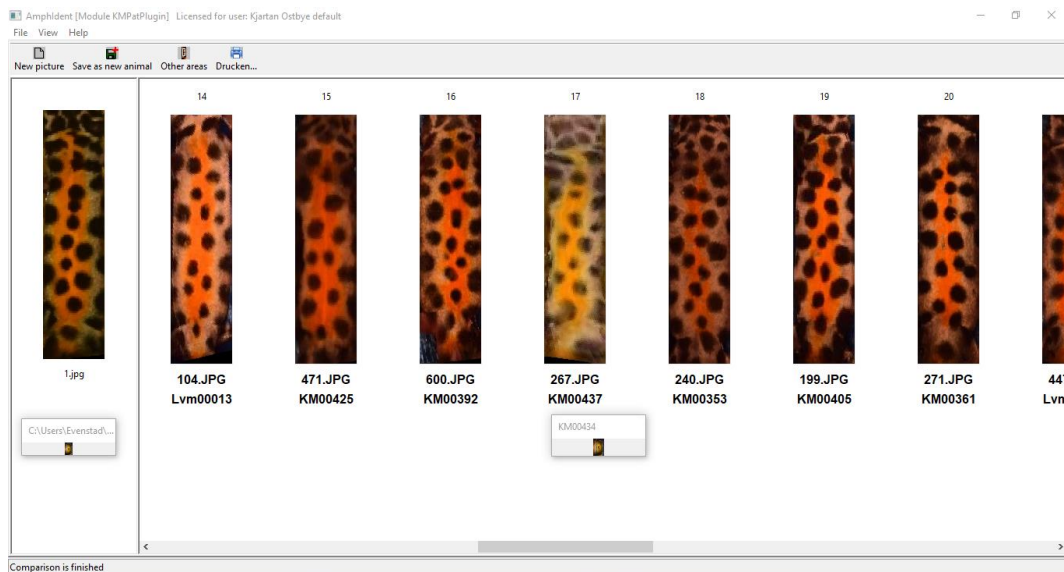 AmphIdent [Module KMPatPlugin] Licensed for user: Kjartan Ostbye default
File View Help
New picture Save as new animal Other areas Drucken...
14 15 16 17 18 19 20
1.jpg
104.JPG 471.JPG 600.JPG 267.JPG 240.JPG 199.JPG 271.JPG 447
Lvm00013 KM00425 KM00392 KM00437 KM00353 KM00405 KM00361 Lvm
C:\Users\Evenstad\...
KM00434
Comparison is finished